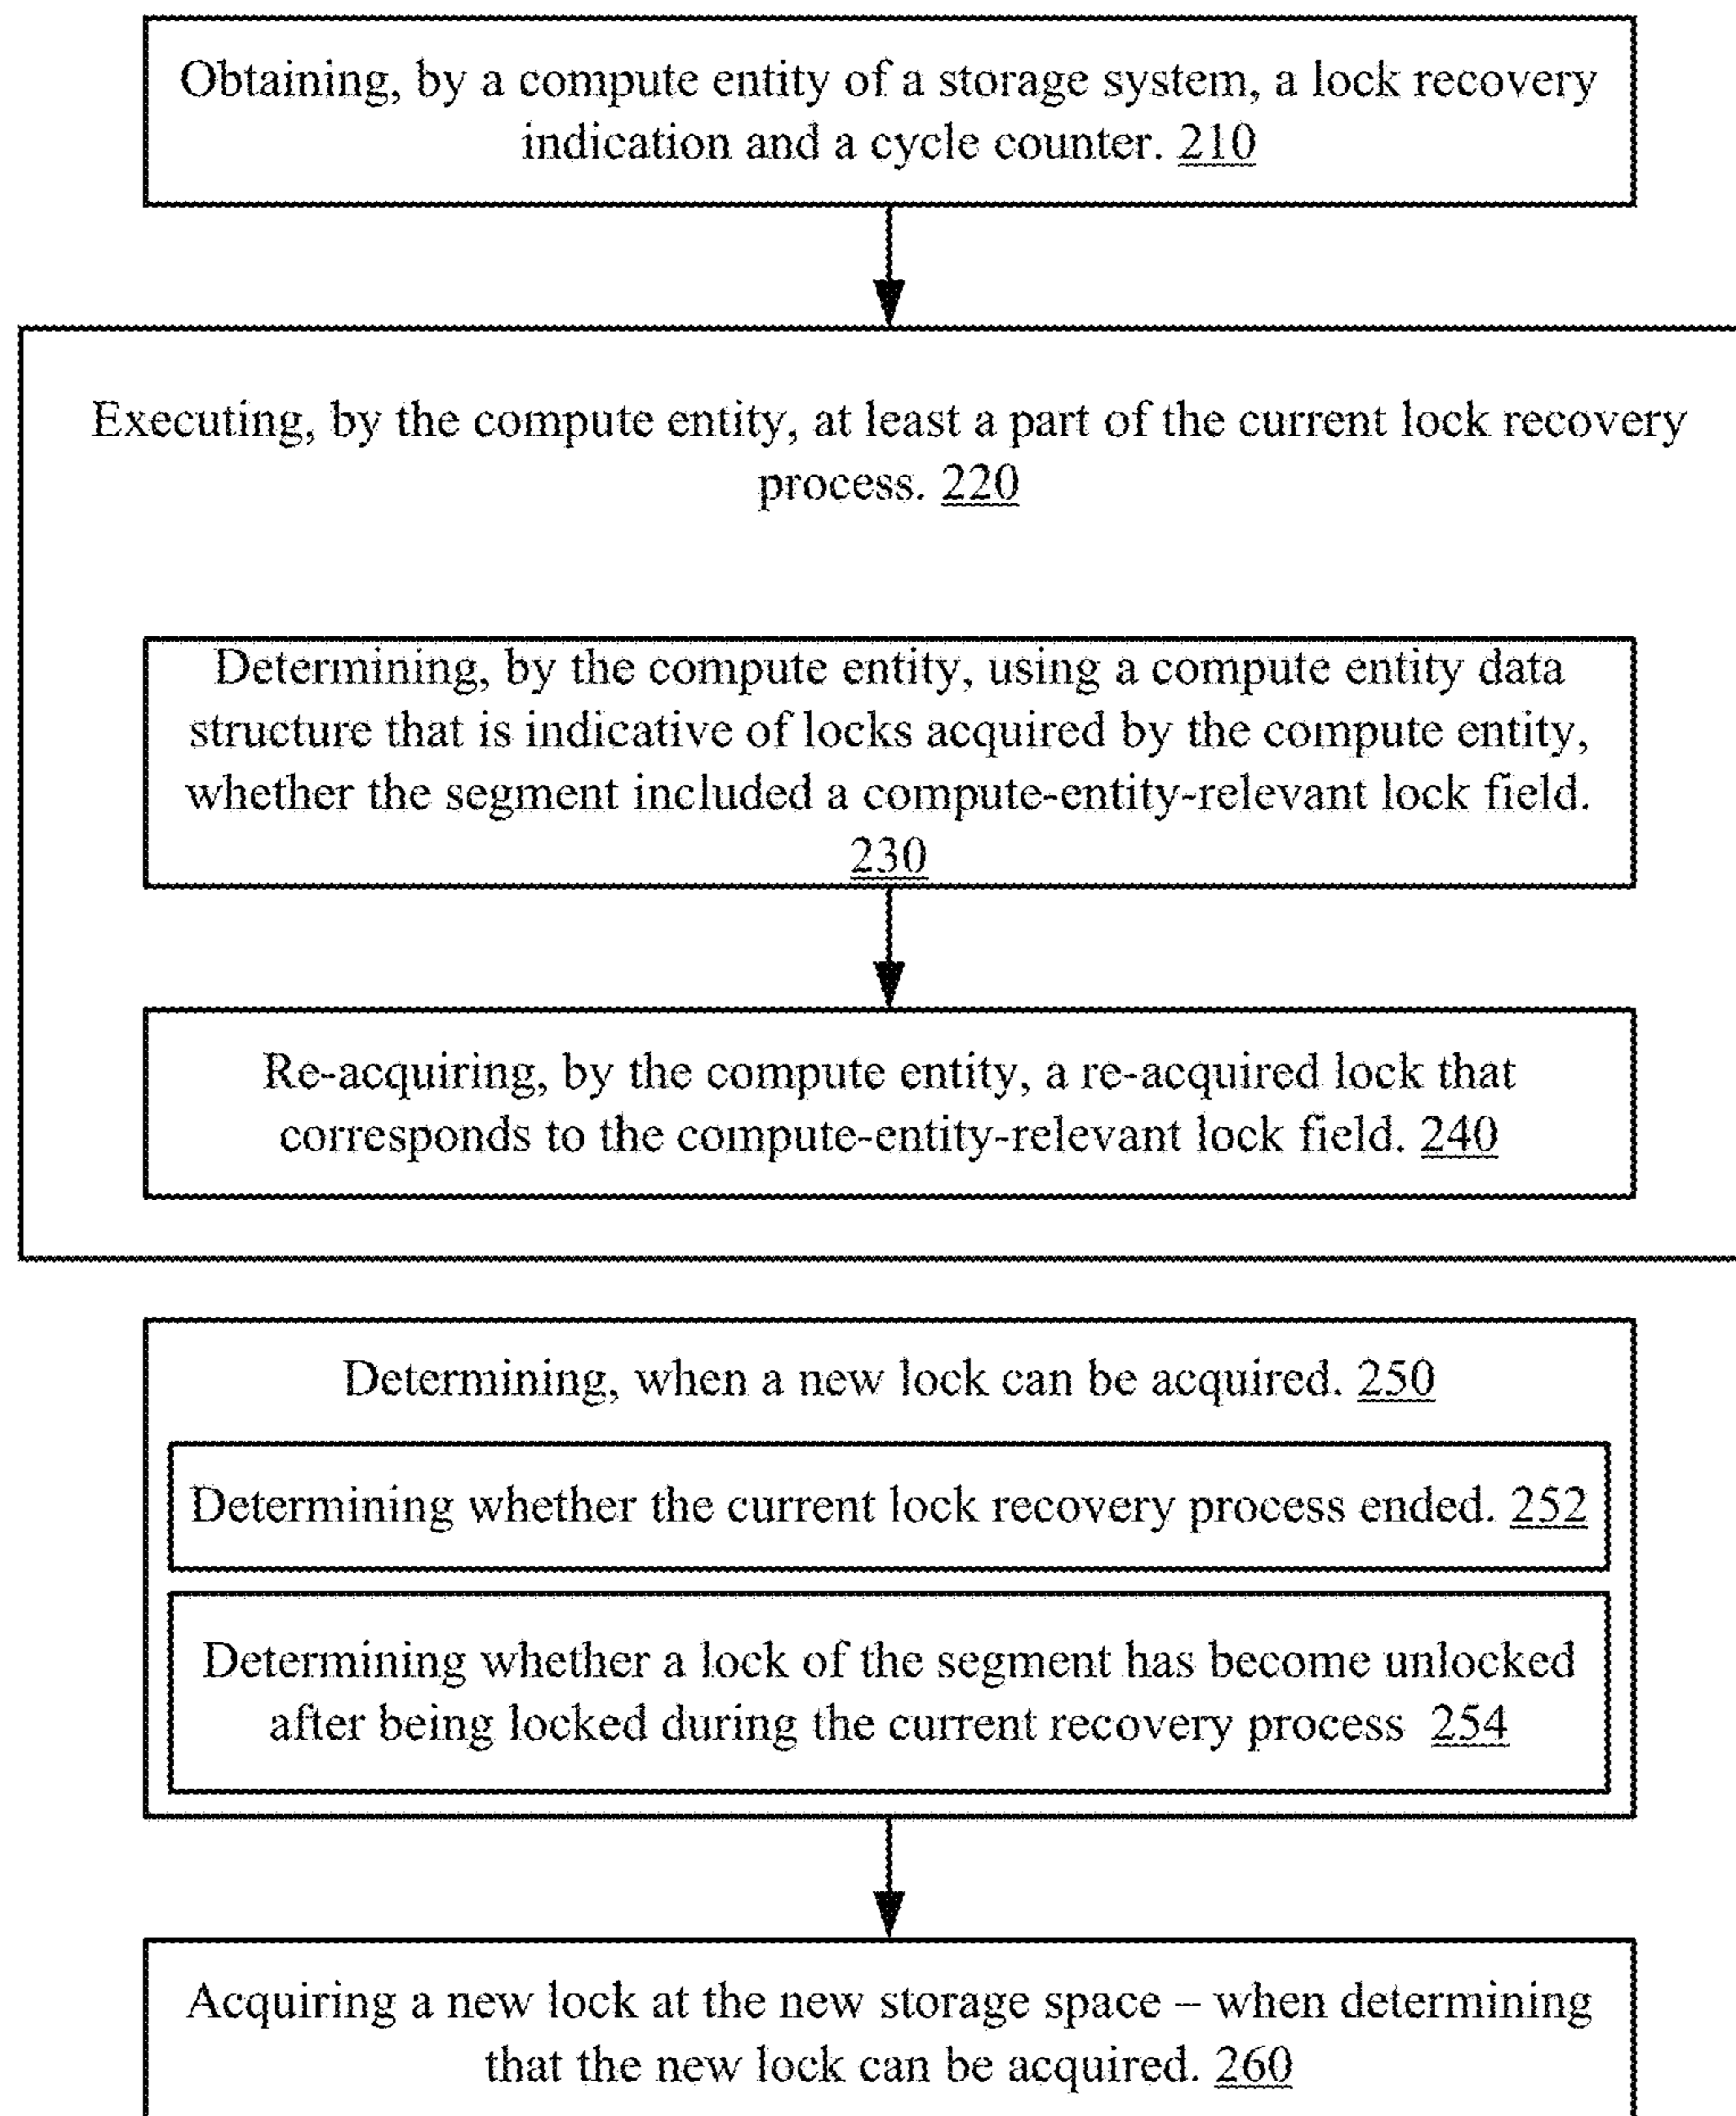 Obtaining, by a compute entity of a storage system, a lock recovery
indication and a cycle counter. 210
Executing, by the compute entity, at least a part of the current lock recovery
process. 220
Determining, by the compute entity, using a compute entity data
structure that is indicative of locks acquired by the compute entity,
whether the segment included a compute-entity-relevant lock field.
230
Re-acquiring, by the compute entity, a re-acquired lock that
corresponds to the compute-entity-relevant lock field. 240
Determining, when a new lock can be acquired. 250
Determining whether the current lock recovery process ended. 252
Determining whether a lock of the segment has become unlocked
after being locked during the current recovery process 254
Acquiring a new lock at the new storage space – when determining
that the new lock can be acquired. 260